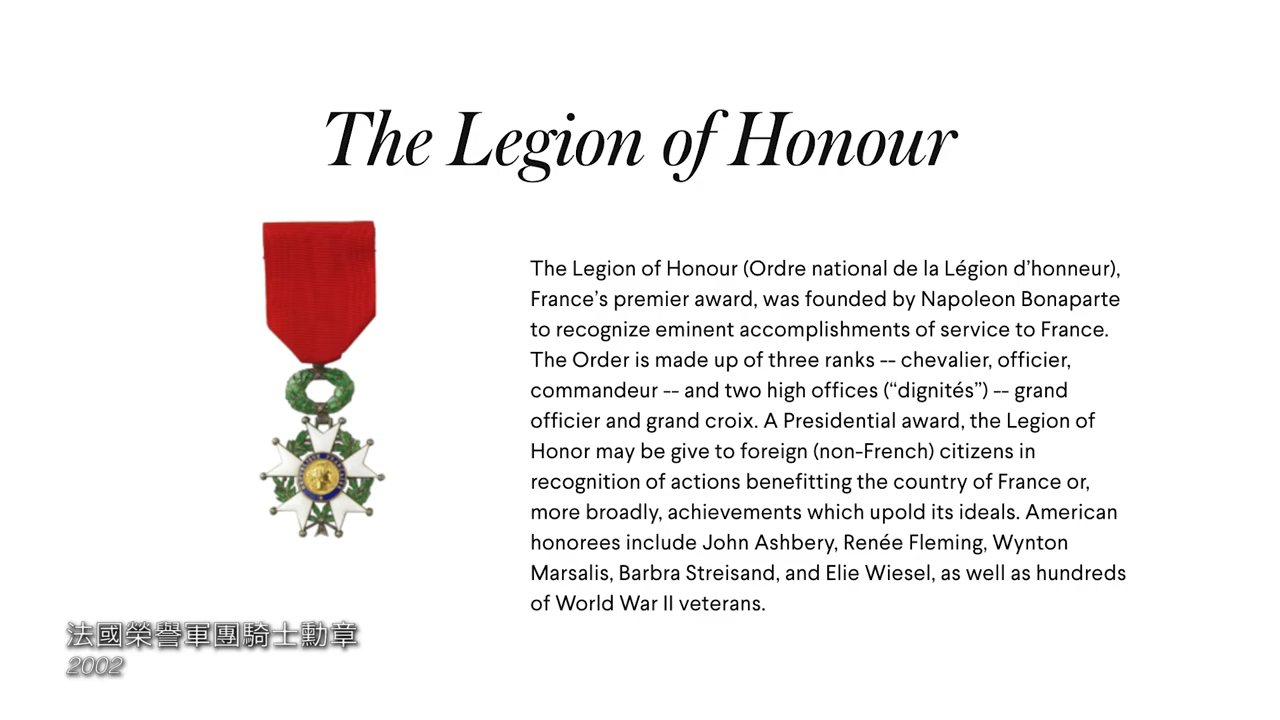 The Legion of Honour
The Legion of Honour (Ordre national de la Légion d’honneur),
France’s premier award, was founded by Napoleon Bonaparte
to recognize eminent accomplishments of service to France.
The Order is made up of three ranks -- chevalier, officier,
commandeur -- and two high offices (“dignités”) -- grand
officier and grand croix. A Presidential award, the Legion of
Honor may be give to foreign (non-French) citizens in
recognition of actions benefitting the country of France or,
more broadly, achievements which upold its ideals. American
honorees include John Ashbery, Renée Fleming, Wynton
Marsalis, Barbra Streisand, and Elie Wiesel, as well as hundreds
of World War II veterans.
法國榮譽軍團騎士勳章
2002